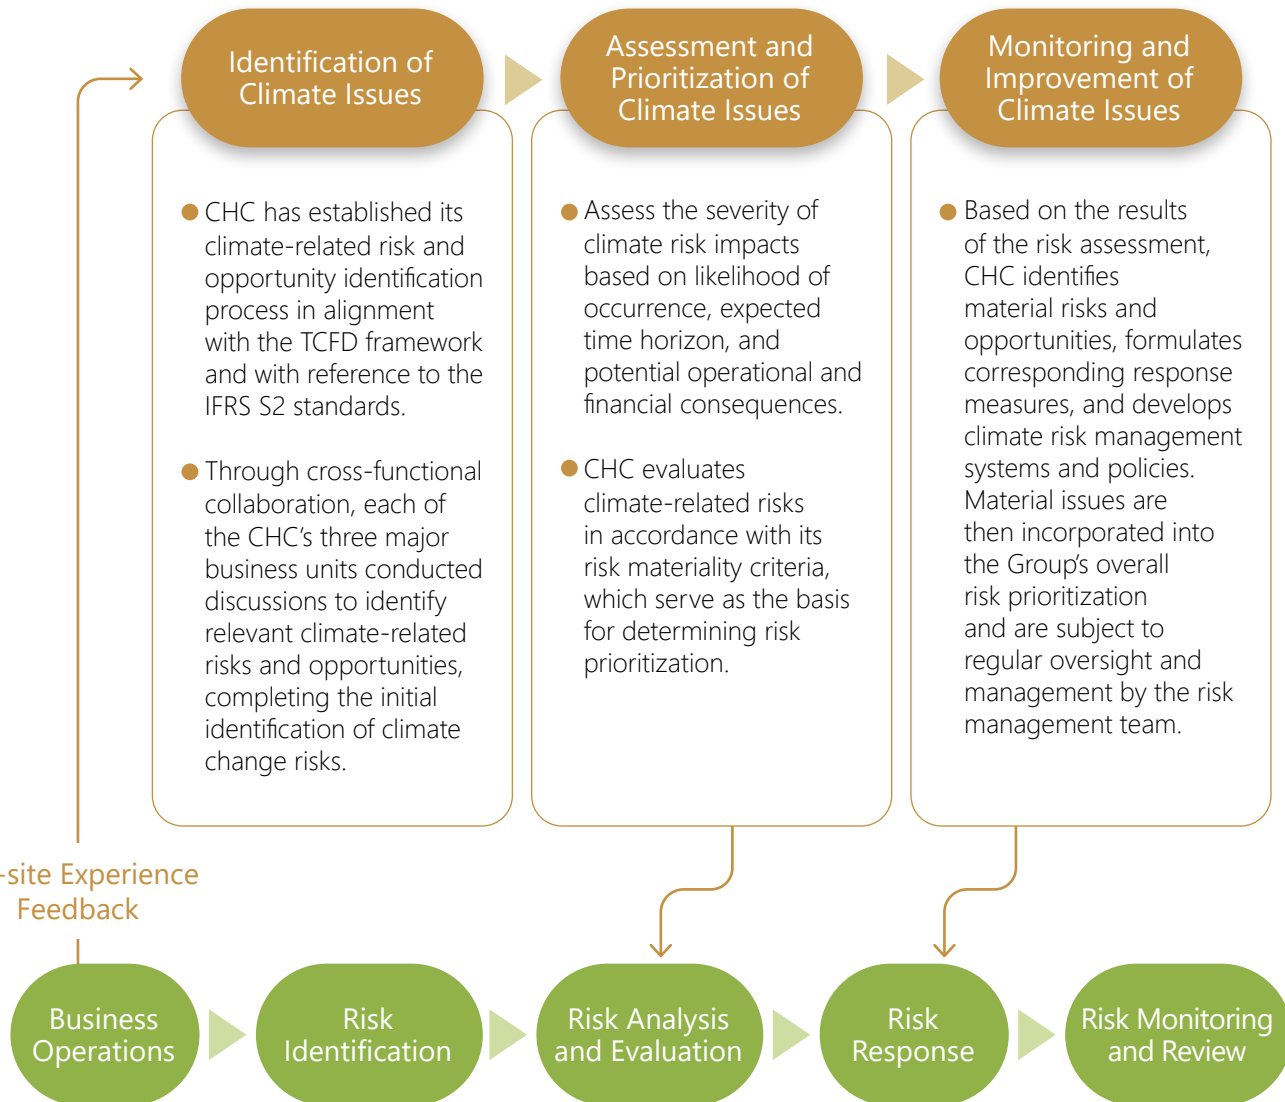 Identification of
Climate Issues
Assessment and
Prioritization of
Climate Issues
Monitoring and
Improvement of
Climate Issues
CHC has established its
climate-related risk and
opportunity identification
process in alignment
with the TCFD framework
and with reference to the
IFRS S2 standards.
Through cross-functional
collaboration, each of
the CHC's three major
business units conducted
discussions to identify
relevant climate-related
risks and opportunities,
completing the initial
identification of climate
change risks.
Assess the severity of
climate risk impacts
based on likelihood of
occurrence, expected
time horizon, and
potential operational and
financial consequences.
CHC evaluates
climate-related risks
in accordance with its
risk materiality criteria,
which serve as the basis
for determining risk
prioritization.
Based on the results
of the risk assessment,
CHC identifies
material risks and
opportunities, formulates
corresponding response
measures, and develops
climate risk management
systems and policies.
Material issues are
then incorporated into
the Group's overall
risk prioritization
and are subject to
regular oversight and
management by the risk
management team.
-site Experience
Feedback
Business
Operations
Risk
Identification
Risk Analysis
and Evaluation
Risk
Response
Risk Monitoring
and Review